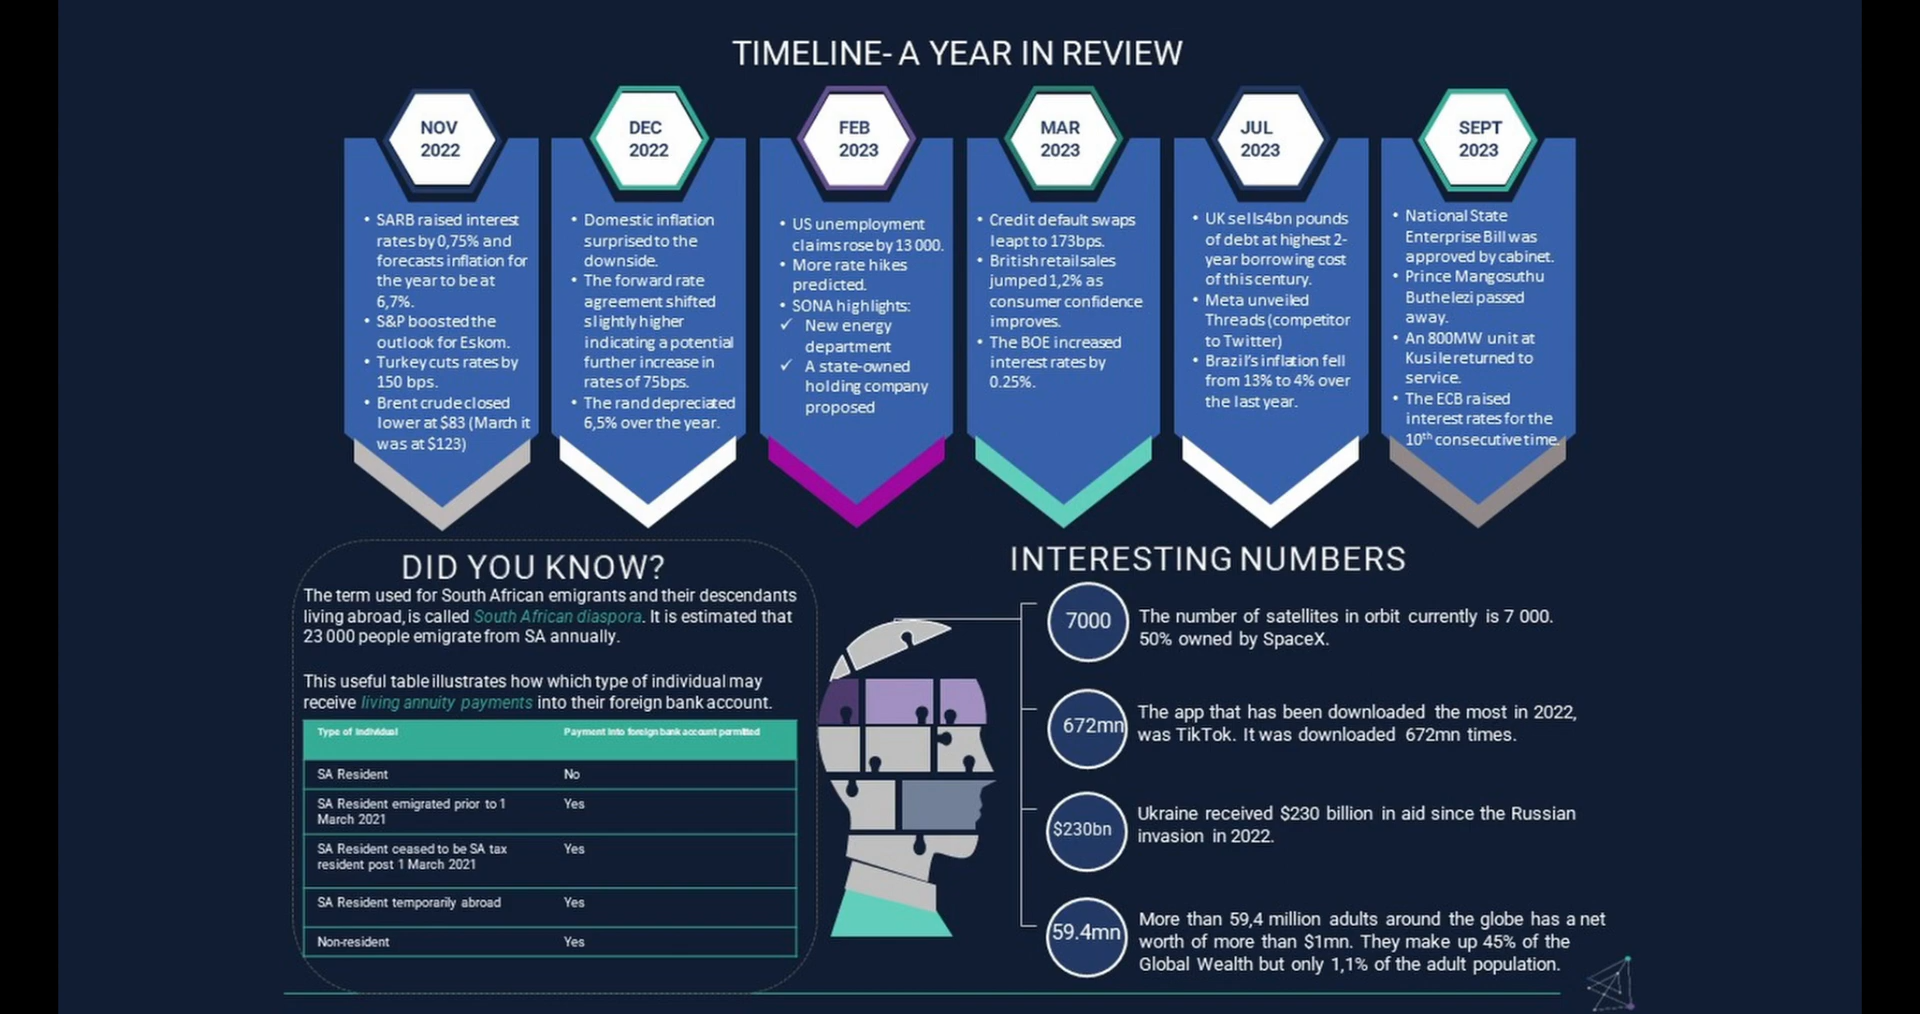 TIMELINE- A YEAR IN REVIEW
NOV
2022
• SARB raised interest
rates by 0,75% and
forecasts inflation for
the year to be at
6,7%.
• S&P boosted the
outlook for Eskom.
• Turkey cuts rates by
150 bps.
• Brent crude closed
lower at $83 (March it
was at $123)
DEC
2022
• Domestic inflation
surprised to the
downside.
• The forward rate
agreement shifted
slightly higher
indicating a potential
further increase in
rates of 75bps.
• The rand depreciated
6,5% over the year.
FEB
2023
• US unemployment
claims rose by 13 000.
• More rate hikes
predicted.
• SONA highlights:
✓ New energy
department
✓ A state-owned
holding company
proposed
MAR
2023
• Credit default swaps
leapt to 173bps.
• British retail sales
jumped 1,2% as
consumer confidence
improves.
• The BOE increased
interest rates by
0.25%.
JUL
2023
• UK sells4bn pounds
of debt at highest 2-
year borrowing cost
of this century.
• Meta unveiled
Threads (competitor
to Twitter)
• Brazil's inflation fell
from 13% to 4% over
the last year.
SEPT
2023
• National State
Enterprise Bill was
approved by cabinet.
• Prince Mangosuthu
Buthelezi passed
away.
• An 800MW unit at
Kusile returned to
service.
• The ECB raised
interest rates for the
10th consecutive time.
DID YOU KNOW?
The term used for South African emigrants and their descendants
living abroad, is called South African diaspora. It is estimated that
23 000 people emigrate from SA annually.
This useful table illustrates how which type of individual may
receive living annuity payments into their foreign bank account.
Type of Individual Payment into foreign bank account permitted
SA Resident No
SA Resident emigrated prior to 1 Yes
March 2021
SA Resident ceased to be SA tax Yes
resident post 1 March 2021
SA Resident temporarily abroad Yes
Non-resident Yes
INTERESTING NUMBERS
7000
The number of satellites in orbit currently is 7 000.
50% owned by SpaceX.
672mn
The app that has been downloaded the most in 2022,
was TikTok. It was downloaded 672mn times.
$230bn
Ukraine received $230 billion in aid since the Russian
invasion in 2022.
59.4mn
More than 59,4 million adults around the globe has a net
worth of more than $1mn. They make up 45% of the
Global Wealth but only 1,1% of the adult population.